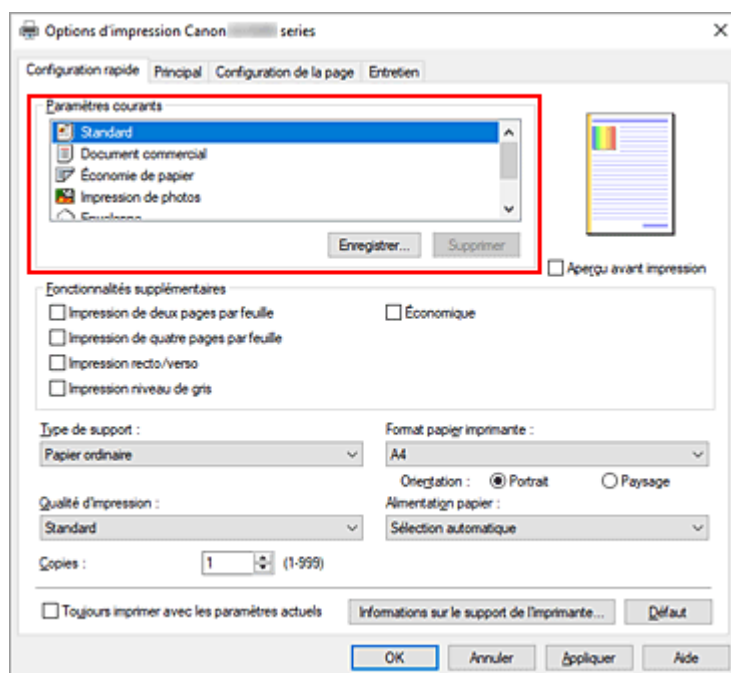 Options d'impression Canon series
Configuration rapide Principal Configuration de la page Entretien
Paramètres courants
Standard
Document commercial
Économie de papier
Impression de photos
Enregistrer... Supprimer
Aperçu avant impression
Fonctionnalités supplémentaires
Impression de deux pages par feuille Économique
Impression de quatre pages par feuille
Impression recto/verso
Impression niveau de gris
Type de support : Format papier imprimante :
Papier ordinaire A4
Orientation : Portrait Paysage
Qualité d'impression : Alimentation papier :
Standard Sélection automatique
Copies : 1 (1-999)
Toujours imprimer avec les paramètres actuels Informations sur le support de l'imprimante... Défaut
OK Annuler Appliquer Aide